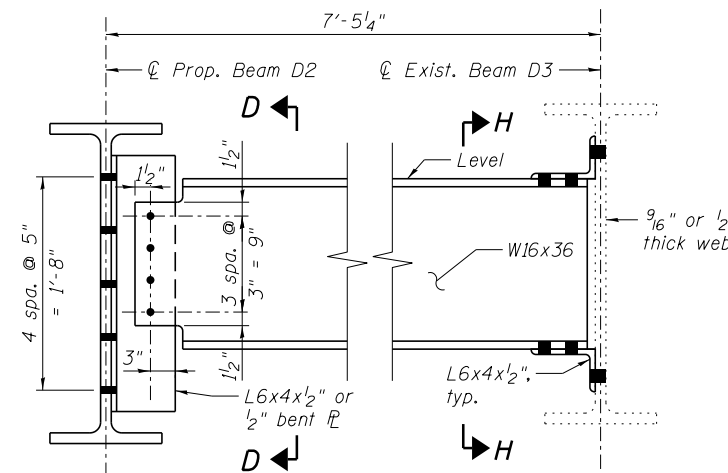 7'-5¼"
℄ Prop. Beam D2
℄ Exist. Beam D3
D
H
1½"
1½"
Level
4 spa. @ 5"
= 1'-8"
3 spa. @
3" = 9"
W16x36
9/16" or ½
thick web
3"
1½"
L6x4x½" or
½" bent ℙL
L6x4x½",
typ.
D
H